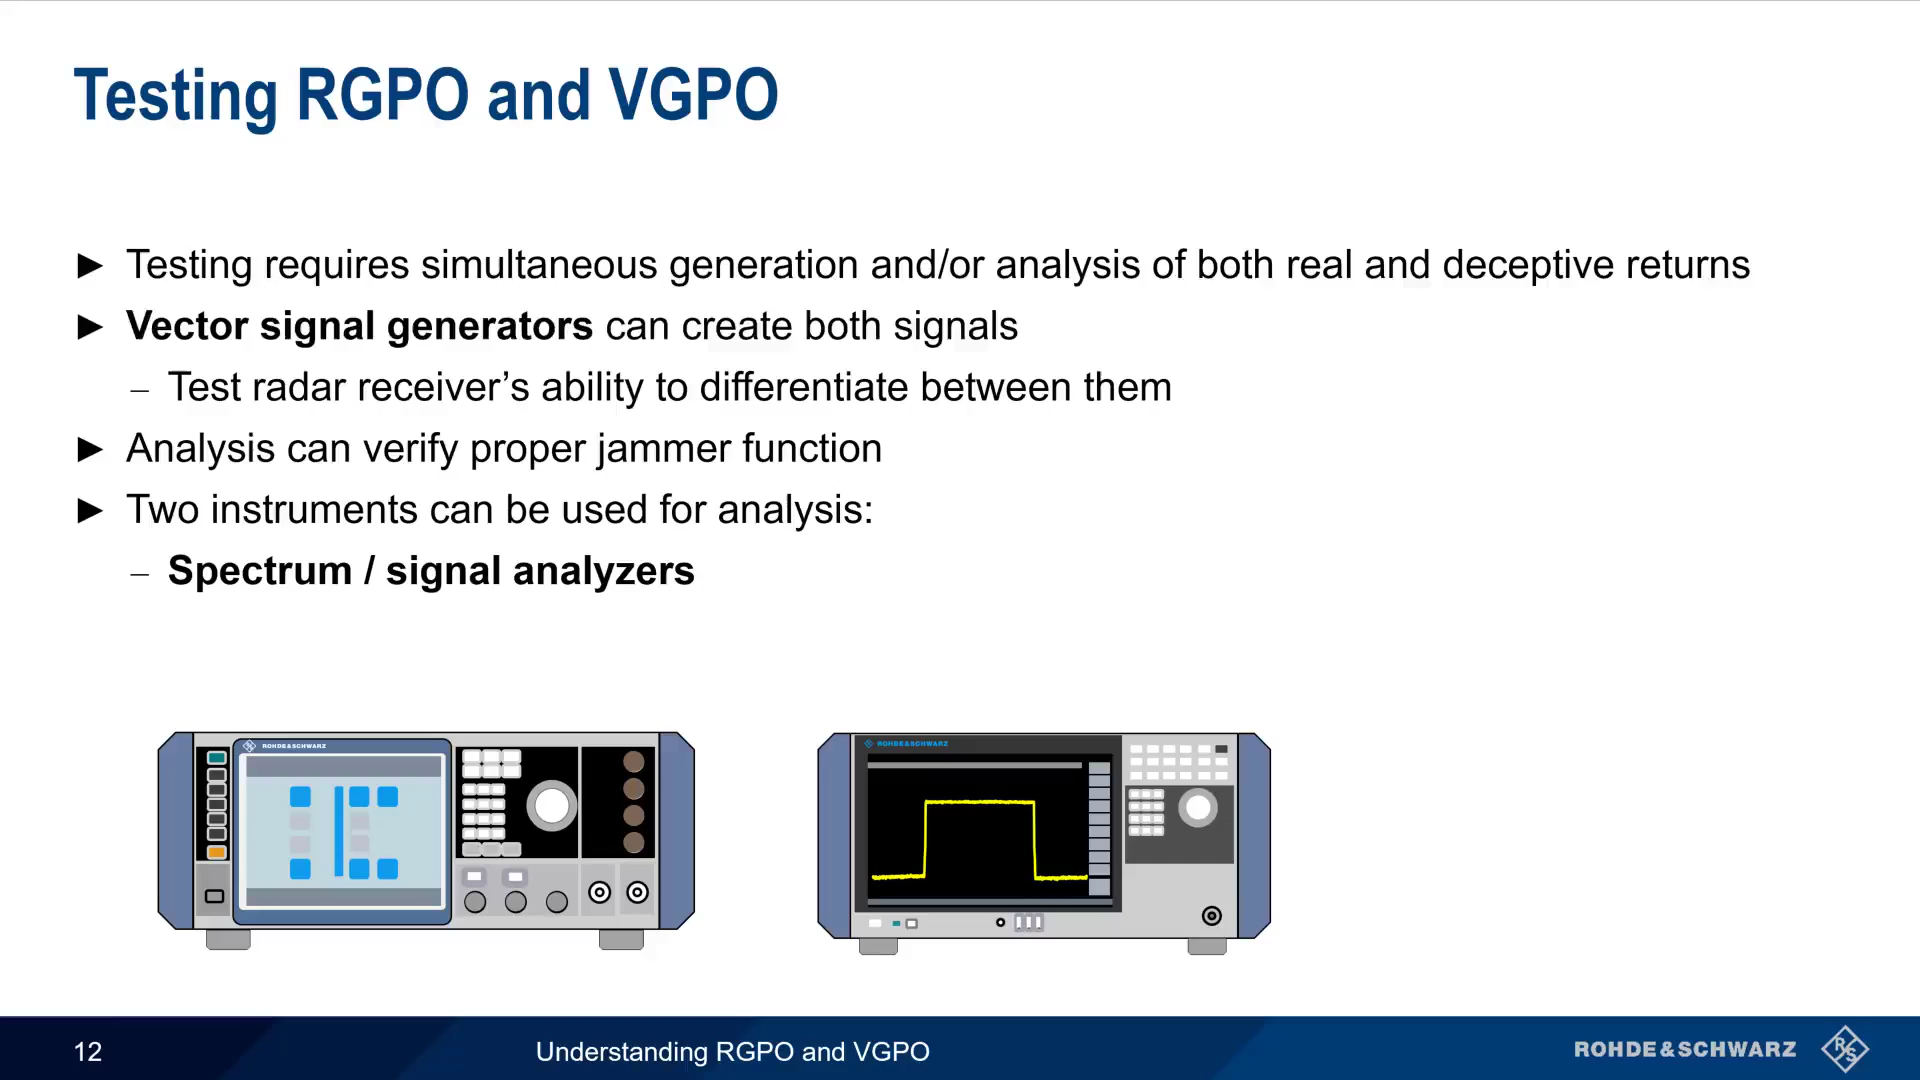 Testing RGPO and VGPO
► Testing requires simultaneous generation and/or analysis of both real and deceptive returns
► Vector signal generators can create both signals
– Test radar receiver’s ability to differentiate between them
► Analysis can verify proper jammer function
► Two instruments can be used for analysis:
– Spectrum / signal analyzers
ROHDE&SCHWARZ
ROHDE&SCHWARZ
12
Understanding RGPO and VGPO
ROHDE&SCHWARZ
R&S